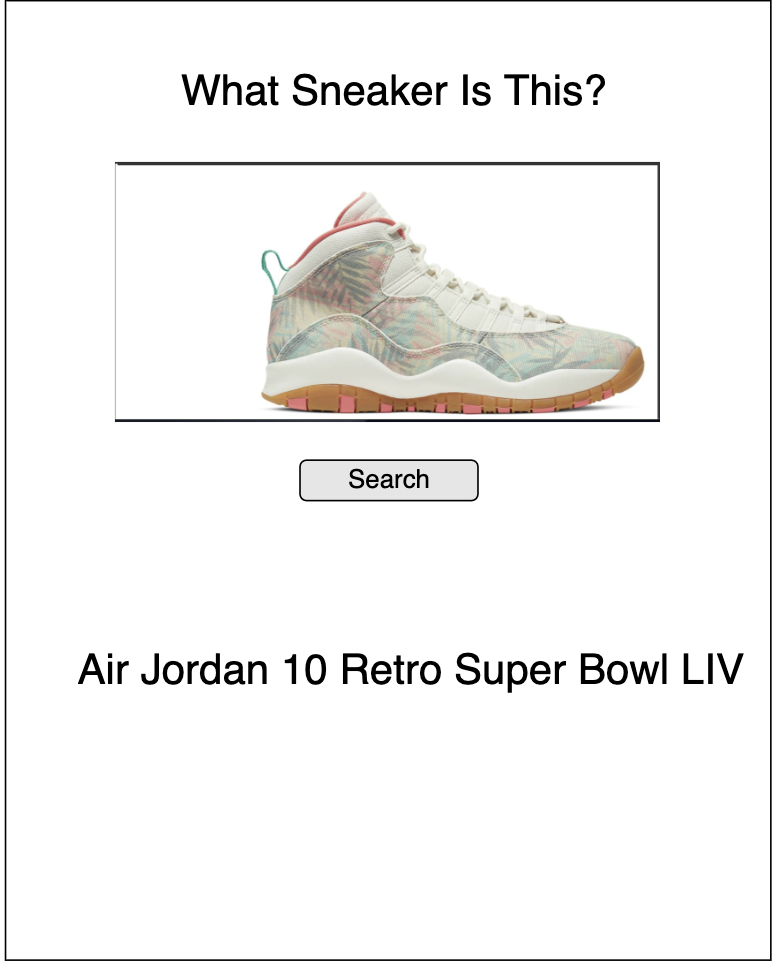 What Sneaker Is This?
Search
Air Jordan 10 Retro Super Bowl LIV